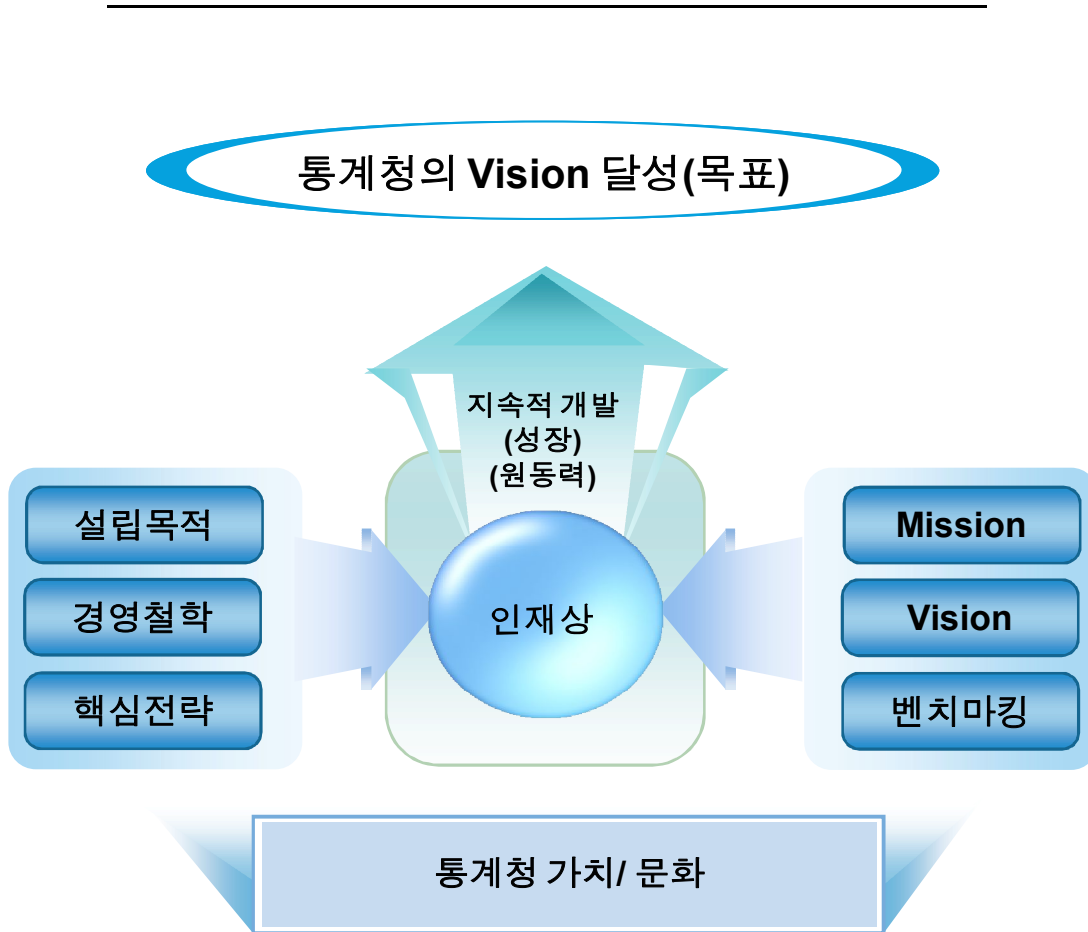 통계청의 Vision 달성(목표)
지속적 개발
(성장)
(원동력)
설립목적
경영철학
핵심전략
인재상
Mission
Vision
벤치마킹
통계청 가치/ 문화